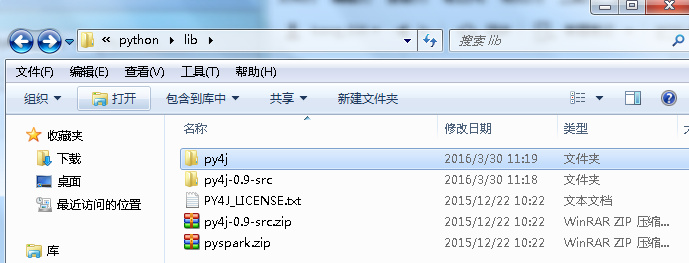 « python ▸ lib ▸
搜索 lib
文件(F) 编辑(E) 查看(V) 工具(T) 帮助(H)
组织 打开 包含到库中 共享 新建文件夹
名称 修改日期 类型
收藏夹
下载
桌面
最近访问的位置
库
py4j 2016/3/30 11:19 文件夹
py4j-0.9-src 2016/3/30 11:18 文件夹
PY4J_LICENSE.txt 2015/12/22 10:22 文本文档
py4j-0.9-src.zip 2015/12/22 10:22 WinRAR ZIP 压缩...
pyspark.zip 2015/12/22 10:22 WinRAR ZIP 压缩...